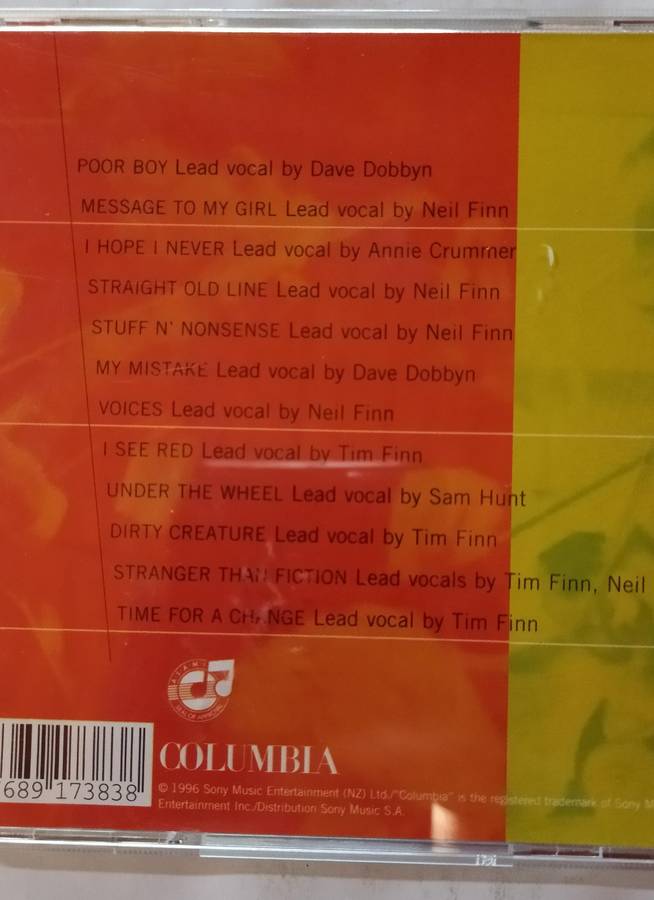 POOR BOY Lead vocal by Dave Dobbyn
MESSAGE TO MY GIRL Lead vocal by Neil Finn
I HOPE I NEVER Lead vocal by Annie Crummer
STRAIGHT OLD LINE Lead vocal by Neil Finn
STUFF N' NONSENSE Lead vocal by Neil Finn
MY MISTAKE Lead vocal by Dave Dobbyn
VOICES Lead vocal by Neil Finn
I SEE RED Lead vocal by Tim Finn
UNDER THE WHEEL Lead vocal by Sam Hunt
DIRTY CREATURE Lead vocal by Tim Finn
STRANGER THAN FICTION Lead vocals by Tim Finn, Neil
TIME FOR A CHANGE Lead vocal by Tim Finn
SEAL OF APPROVAL
COLUMBIA
689 173838
© 1996 Sony Music Entertainment (NZ) Ltd./"Columbia" is the registered trademark of Sony M
Entertainment Inc./Distribution Sony Music S.A.